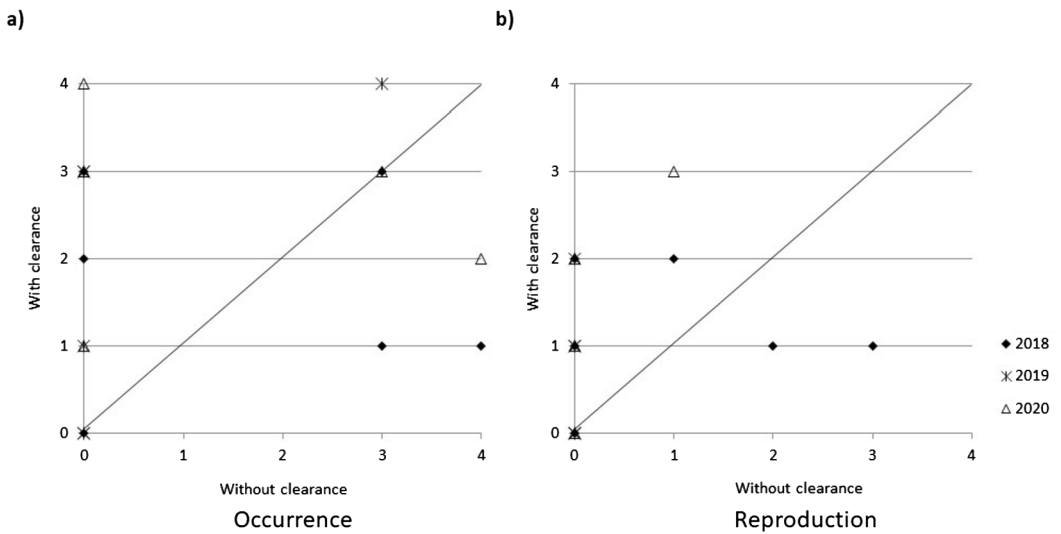 a)
4
3
2
1
0
With clearance
0 1 2 3 4
Without clearance
Occurrence
b)
4
3
2
1
0
With clearance
0 1 2 3 4
Without clearance
Reproduction
2018
2019
2020